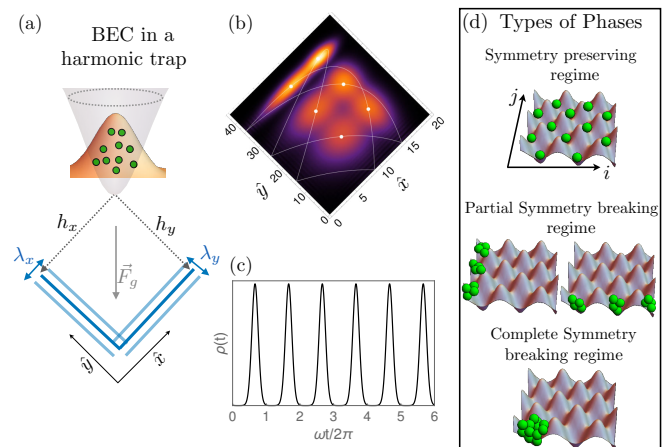 (a)
BEC in a
harmonic trap
h_x
h_y
λ_x
λ_y
F⃗_g
ŷ
x̂
(b)
40
30
20
10
0
ŷ
0
5
10
15
20
x̂
(c)
ρ(t)
0
1
2
3
4
5
6
ωt/2π
(d) Types of Phases
Symmetry preserving
regime
j
i
Partial Symmetry breaking
regime
Complete Symmetry
breaking regime